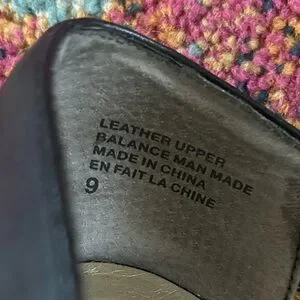 LEATHER UPPER
BALANCE MAN MADE
MADE IN CHINA
EN FAIT LA CHINE
9